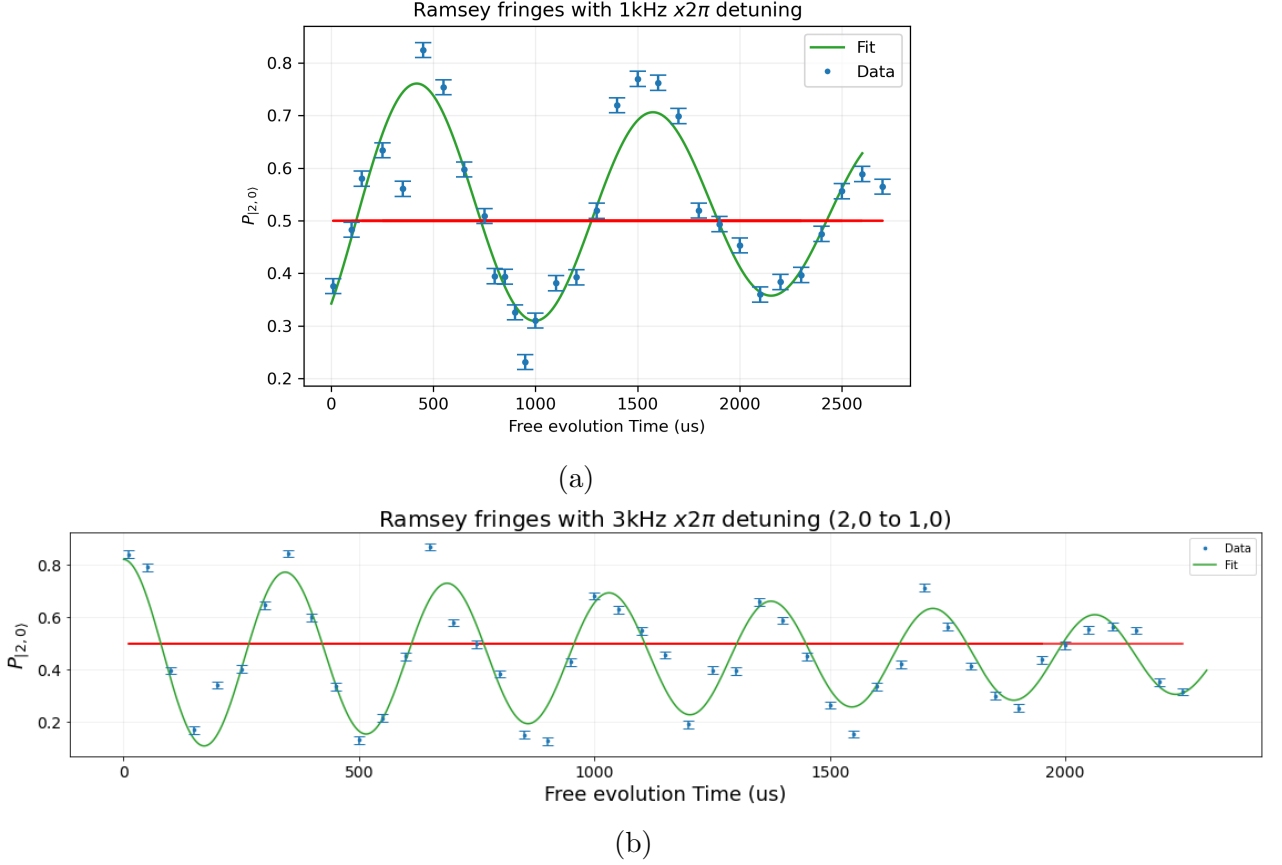 Ramsey fringes with 1kHz x2π detuning
Fit
Data
0.8
0.7
0.6
0.5
0.4
0.3
0.2
P|2,0⟩
0 500 1000 1500 2000 2500
Free evolution Time (us)
(a)
Ramsey fringes with 3kHz x2π detuning (2,0 to 1,0)
Data
Fit
0.8
0.6
0.4
0.2
P|2,0⟩
0 500 1000 1500 2000
Free evolution Time (us)
(b)